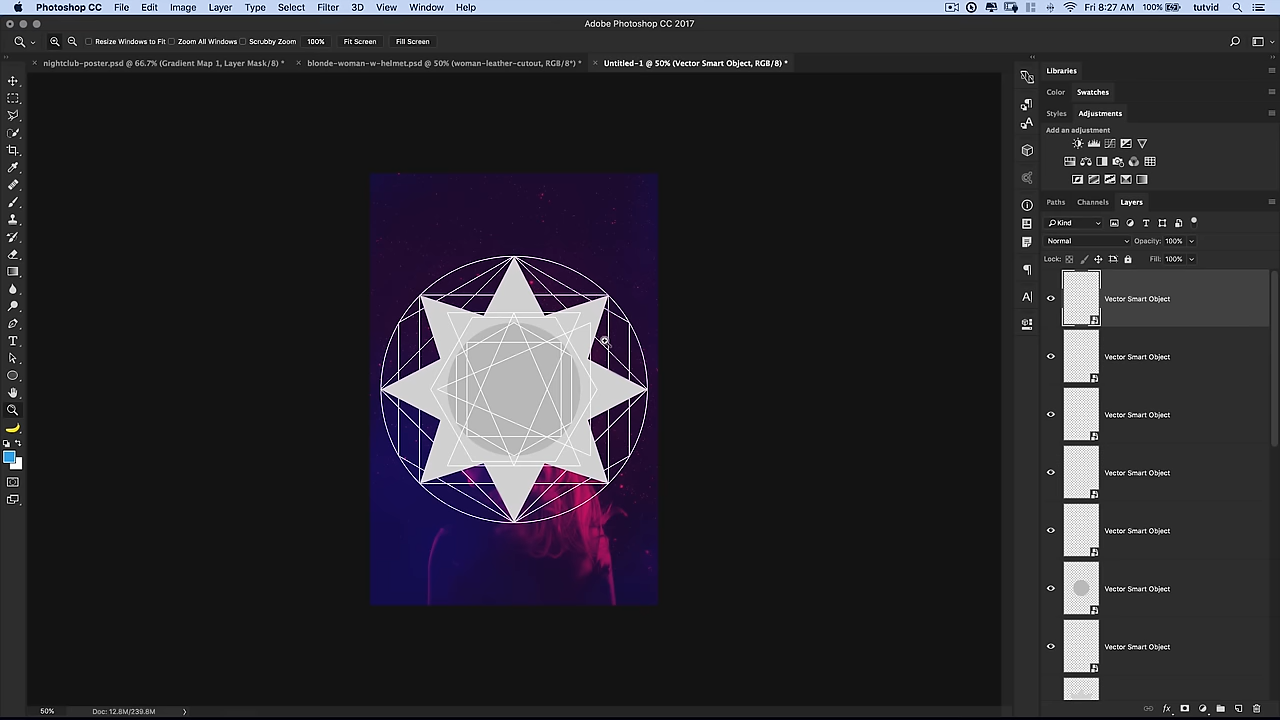 Photoshop CC File Edit Image Layer Type Select Filter 3D View Window Help Fri 8:27 AM 100% tutvid
Adobe Photoshop CC 2017
Resize Windows to Fit Scrubby Zoom Zoom All Windows 100% Fit Screen Fill Screen
nightclub-poster.psd @ 66.7% (Gradient Map 1, Layer Mask/8) * blonde-woman-w-helmet.psd @ 50% (woman-leather-cutout, RGB/8*) * Untitled-1 @ 50% (Vector Smart Object, RGB/8) *
Libraries
Color Swatches
Styles Adjustments
Add an adjustment
Paths Channels Layers
Kind
Normal Opacity: 100%
Lock: Fill: 100%
Vector Smart Object
Vector Smart Object
Vector Smart Object
Vector Smart Object
Vector Smart Object
Vector Smart Object
Vector Smart Object
50% Doc: 12.8M/239.8M